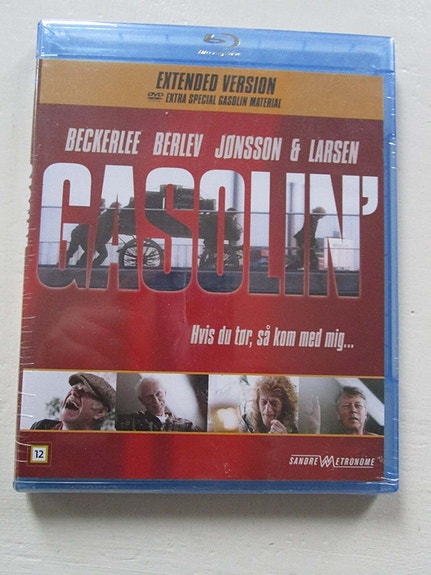 EXTENDED VERSION
DVD EXTRA SPECIAL GASOLIN MATERIAL
BECKERLEE BERLEV JØNSSON & LARSEN
GASOLIN'
Hvis du tør, så kom med mig...
12
SANDREW METRONOME